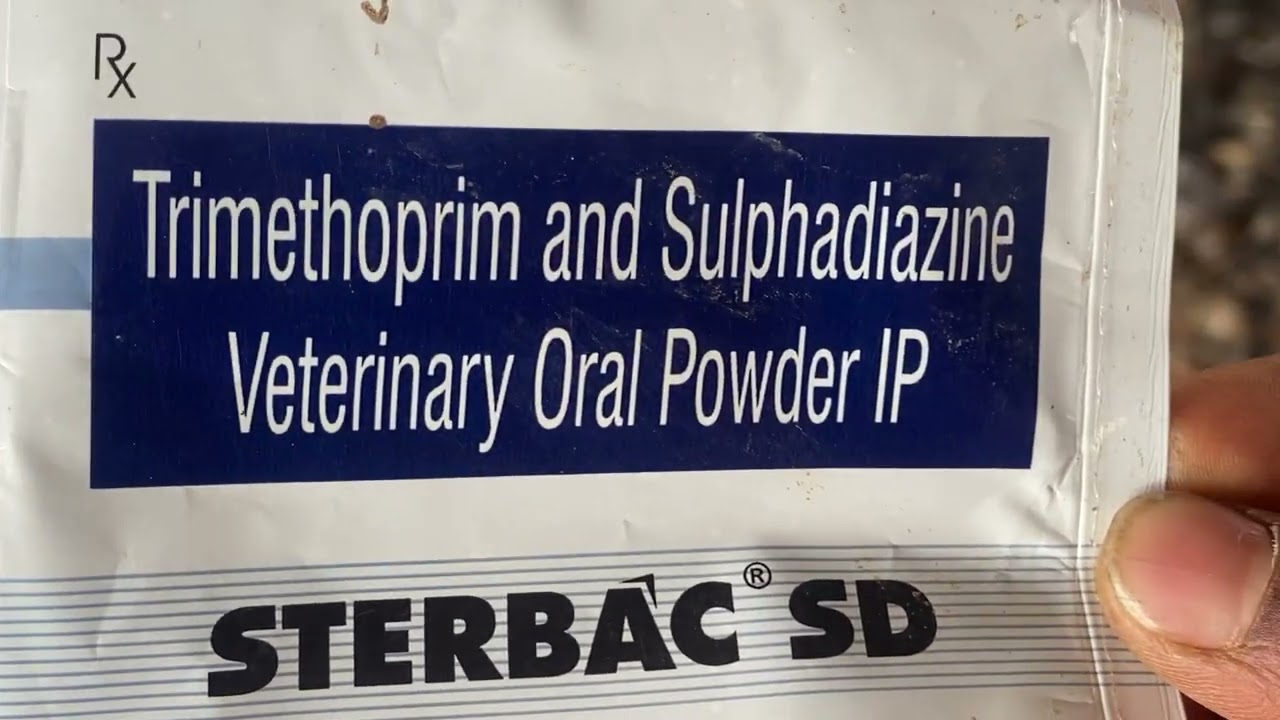 Rx
Trimethoprim and Sulphadiazine
Veterinary Oral Powder IP
STERBAC® SD